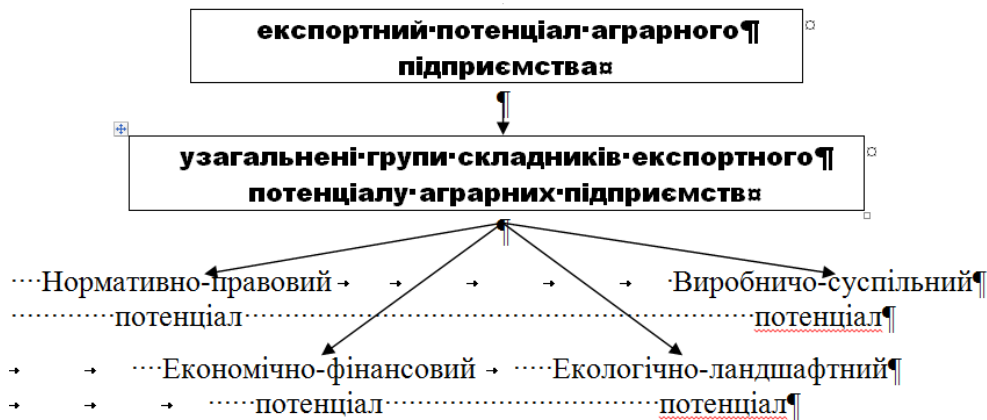 експортний потенціал аграрного
підприємства
узагальнені групи складників експортного
потенціалу аграрних підприємств
Нормативно-правовий Виробничо-суспільний
потенціал потенціал
Економічно-фінансовий Екологічно-ландшафтний
потенціал потенціал